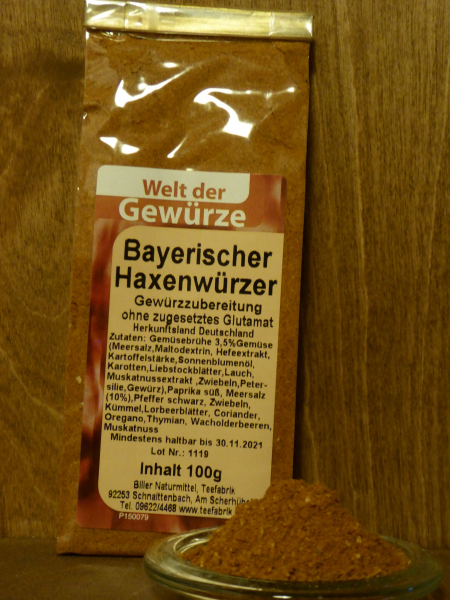 Welt der
Gewürze
Bayerischer
Haxenwürzer
Gewürzzubereitung
ohne zugesetztes Glutamat
Herkunftsland Deutschland
Zutaten: Gemüsebrühe 3,5%Gemüse
(Meersalz,Maltodextrin, Hefeextrakt,
Kartoffelstärke,Sonnenblumenöl,
Karotten,Liebstockblätter,Lauch,
Muskatnussextrakt ,Zwiebeln,Peter-
silie,Gewürz),Paprika süß, Meersalz
(10%),Pfeffer schwarz, Zwiebeln,
Kümmel,Lorbeerblätter, Coriander,
Oregano,Thymian, Wacholderbeeren,
Muskatnuss
Mindestens haltbar bis 30.11.2021
Lot Nr.: 1119
Inhalt 100g
Biller Naturmittel, Teefabrik
92253 Schnaittenbach, Am
Tel. 09622/4468 www.teefabrik
P150079